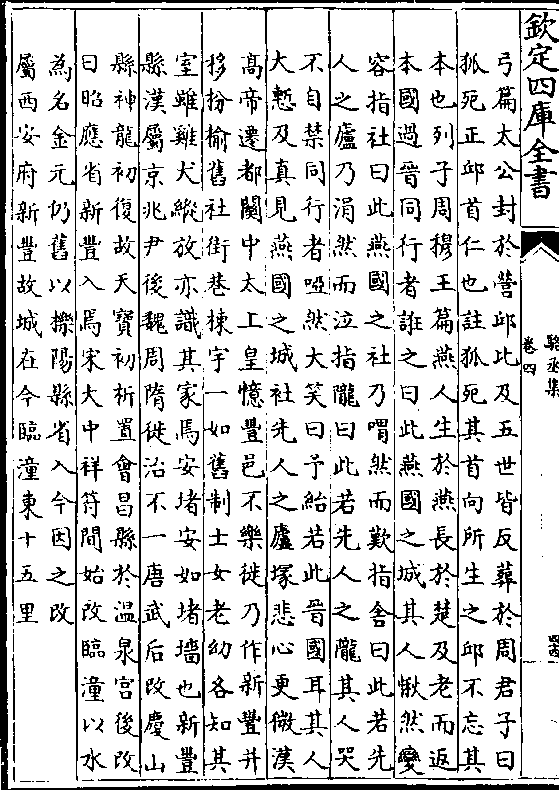 欽定四庫全書
駱丞集
卷四
弓篇太公封於營邱比及五世皆反葬於周君子曰
狐死正邱首仁也註狐死其首向所生之邱不忘其
本也列子周穆王篇燕人生於燕長於楚及老而返
本國過晉同行者誑之曰此燕國之城其人愀然變
容指社曰此燕國之社乃喟然而歎指舍曰此若先
人之廬乃涓然而泣指隴曰此若先人之隴其人哭
不自禁同行者啞然大笑曰予紿若此晉國耳其人
大慙及真見燕國之城社先人之廬塚悲心更微漢
髙帝遷都關中太上皇憶豐邑不樂徙乃作新豐并
移枌榆舊社街巷棟宇一如舊制士女老幼各知其
室雖雞犬縱放亦識其家焉安堵安如堵墻也新豐
縣漢屬京兆尹後魏周隋徙治不一唐武后改慶山
縣神龍初復故天寶初析置會昌縣於温泉宫後改
曰昭應省新豐入焉宋大中祥符間始改臨潼以水
為名金元仍舊以櫟陽縣省入今因之改
屬西安府新豐故城在今臨潼東十五里